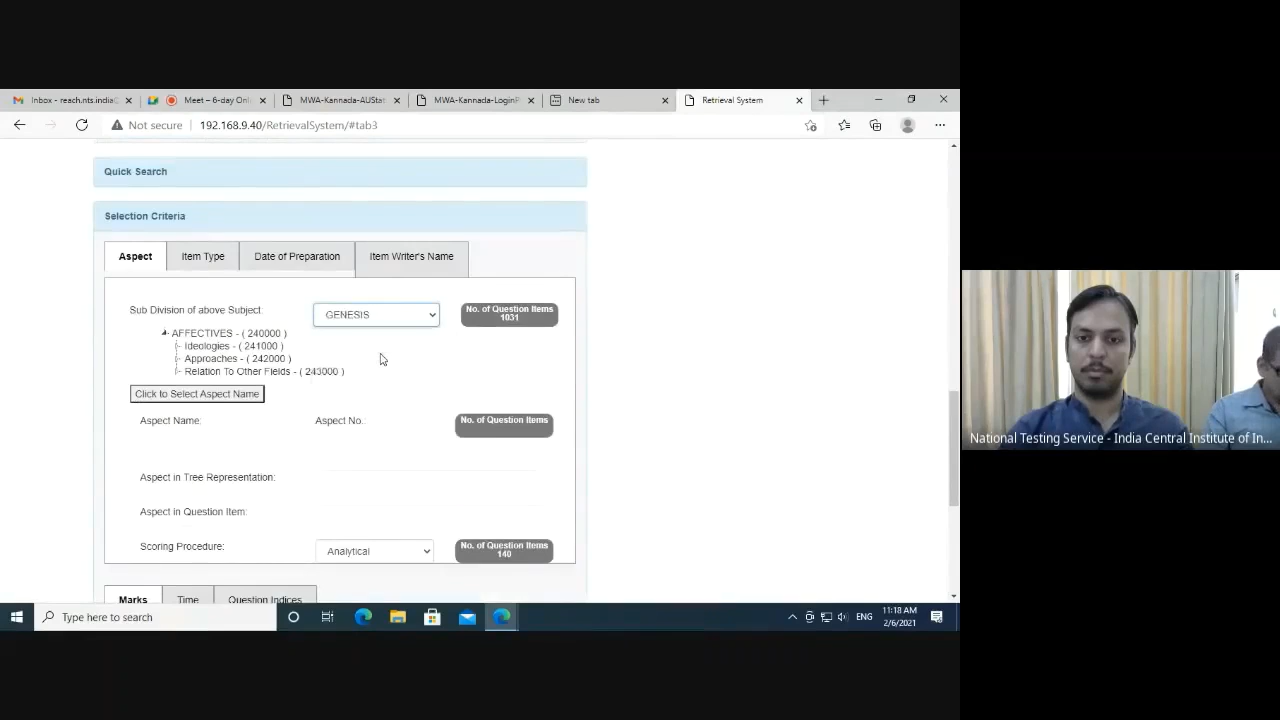 Inbox - reach.nts.india@
Meet – 6-day Onl
MWA-Kannada-AUStat
MWA-Kannada-LoginP
New tab
Retrieval System
Not secure
192.168.9.40/RetrievalSystem/#tab3
Quick Search
Selection Criteria
Aspect
Item Type
Date of Preparation
Item Writer's Name
Sub Division of above Subject:
GENESIS
No. of Question Items
1031
AFFECTIVES - ( 240000 )
Ideologies - ( 241000 )
Approaches - ( 242000 )
Relation To Other Fields - ( 243000 )
Click to Select Aspect Name
Aspect Name:
Aspect No.:
No. of Question Items
Aspect in Tree Representation:
Aspect in Question Item:
Scoring Procedure:
Analytical
No. of Question Items
140
Marks
Time
Question Indices
Type here to search
ENG
11:18 AM
2/6/2021
National Testing Service - India Central Institute of In...